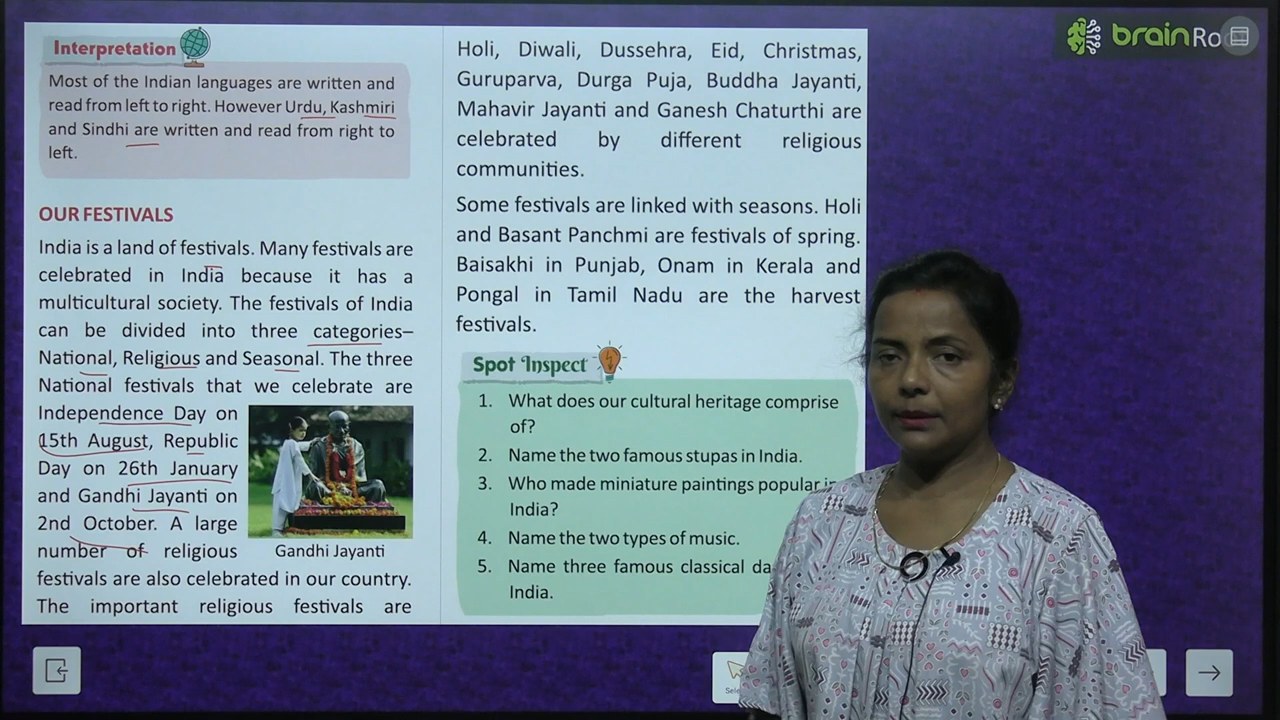 Interpretation
Most of the Indian languages are written and
read from left to right. However Urdu, Kashmiri
and Sindhi are written and read from right to
left.
OUR FESTIVALS
India is a land of festivals. Many festivals are
celebrated in India because it has a
multicultural society. The festivals of India
can be divided into three categories–
National, Religious and Seasonal. The three
National festivals that we celebrate are
Independence Day on
15th August, Republic
Day on 26th January
and Gandhi Jayanti on
2nd October. A large
number of religious
Gandhi Jayanti
festivals are also celebrated in our country.
The important religious festivals are
Holi, Diwali, Dussehra, Eid, Christmas,
Guruparva, Durga Puja, Buddha Jayanti,
Mahavir Jayanti and Ganesh Chaturthi are
celebrated by different religious
communities.
Some festivals are linked with seasons. Holi
and Basant Panchmi are festivals of spring.
Baisakhi in Punjab, Onam in Kerala and
Pongal in Tamil Nadu are the harvest
festivals.
Spot Inspect
1. What does our cultural heritage comprise
of?
2. Name the two famous stupas in India.
3. Who made miniature paintings popular
India?
4. Name the two types of music.
5. Name three famous classical
India.
brain